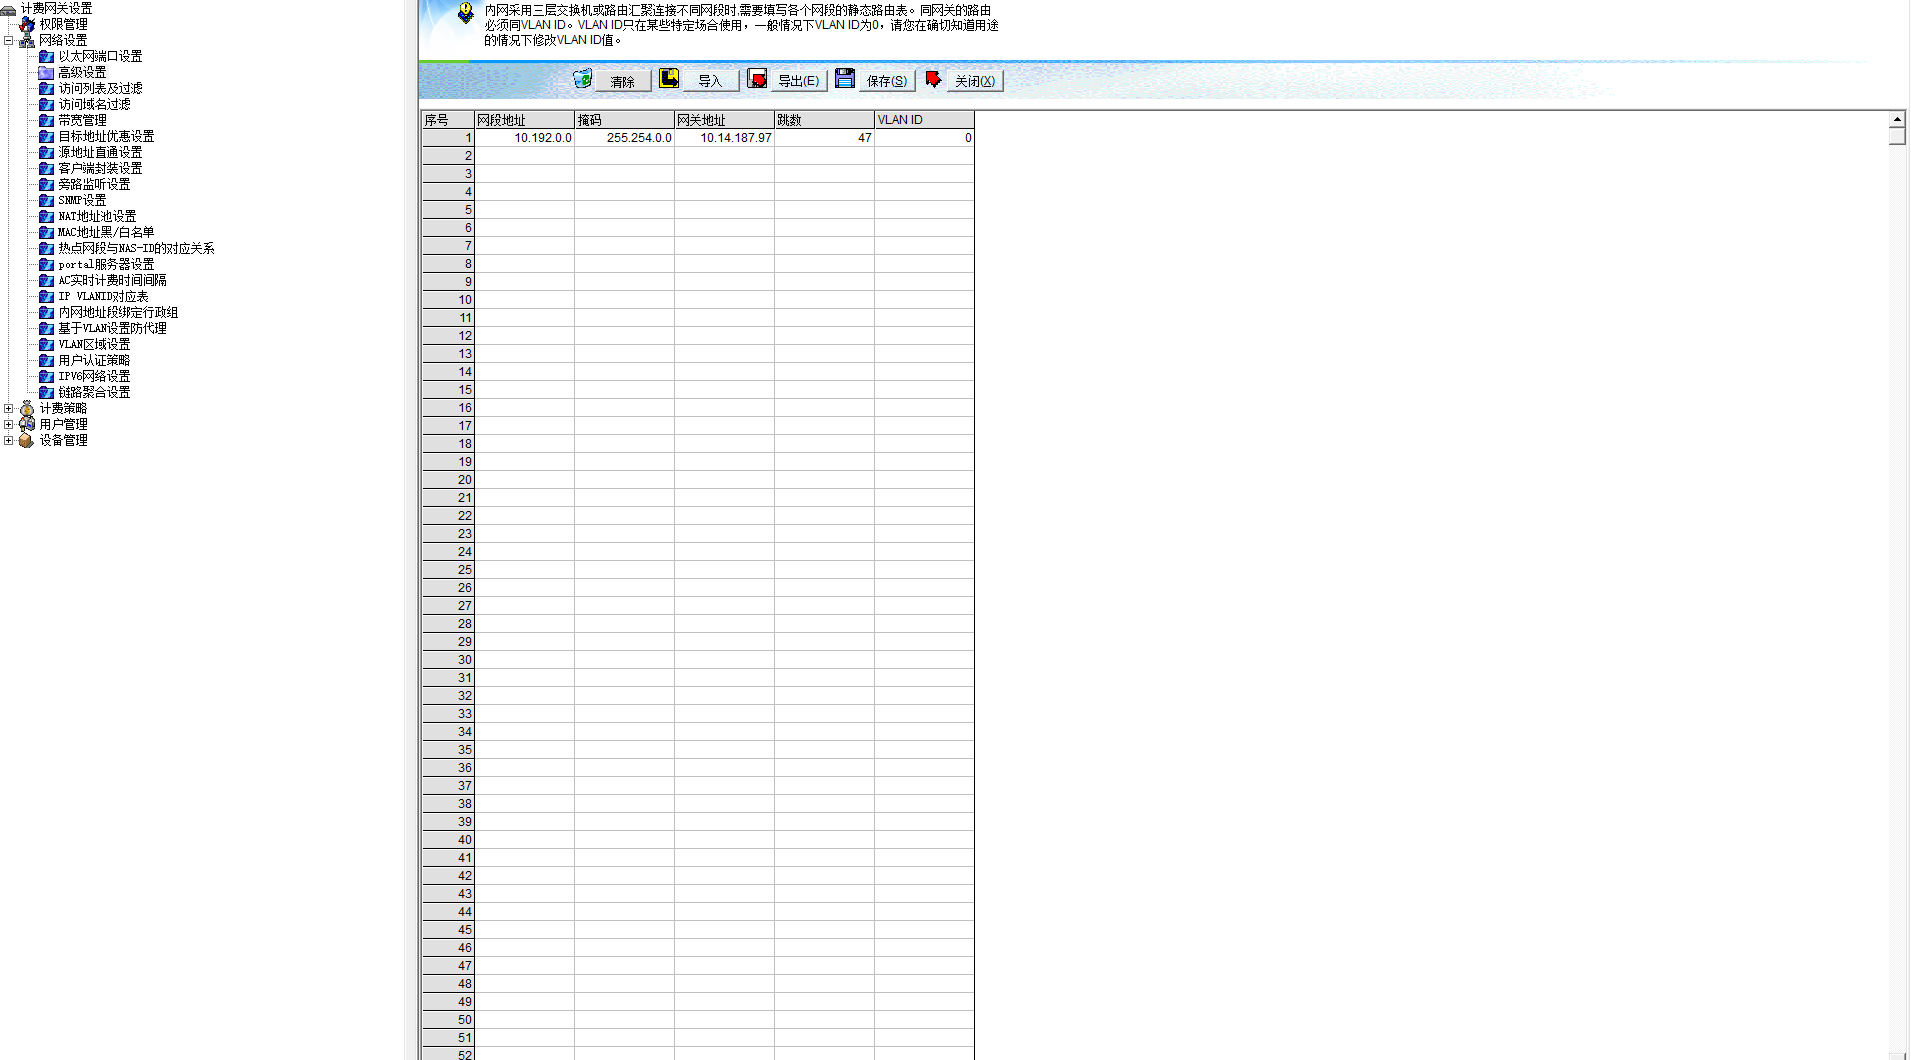 计费网关设置
权限管理
网络设置
以太网端口设置
高级设置
访问列表及过滤
访问域名过滤
带宽管理
目标地址优惠设置
源地址直通设置
客户端封装设置
旁路监听设置
SNMP设置
NAT地址池设置
MAC地址黑/白名单
热点网段与NAS-ID的对应关系
portal服务器设置
AC实时计费时间间隔
IP VLANID对应表
内网地址段绑定行政组
基于VLAN设置防代理
VLAN区域设置
用户认证策略
IPV6网络设置
链路聚合设置
计费策略
用户管理
设备管理
内网采用三层交换机或路由汇聚连接不同网段时,需要填写各个网段的静态路由表。同网关的路由
必须同VLAN ID。VLAN ID只在某些特定场合使用，一般情况下VLAN ID为0，请您在确切知道用途
的情况下修改VLAN ID值。
清除 导入 导出(E) 保存(S) 关闭(X)
序号 网段地址 掩码 网关地址 跳数 VLAN ID
1 10.192.0.0 255.254.0.0 10.14.187.97 47 0
2
3
4
5
6
7
8
9
10
11
12
13
14
15
16
17
18
19
20
21
22
23
24
25
26
27
28
29
30
31
32
33
34
35
36
37
38
39
40
41
42
43
44
45
46
47
48
49
50
51
52